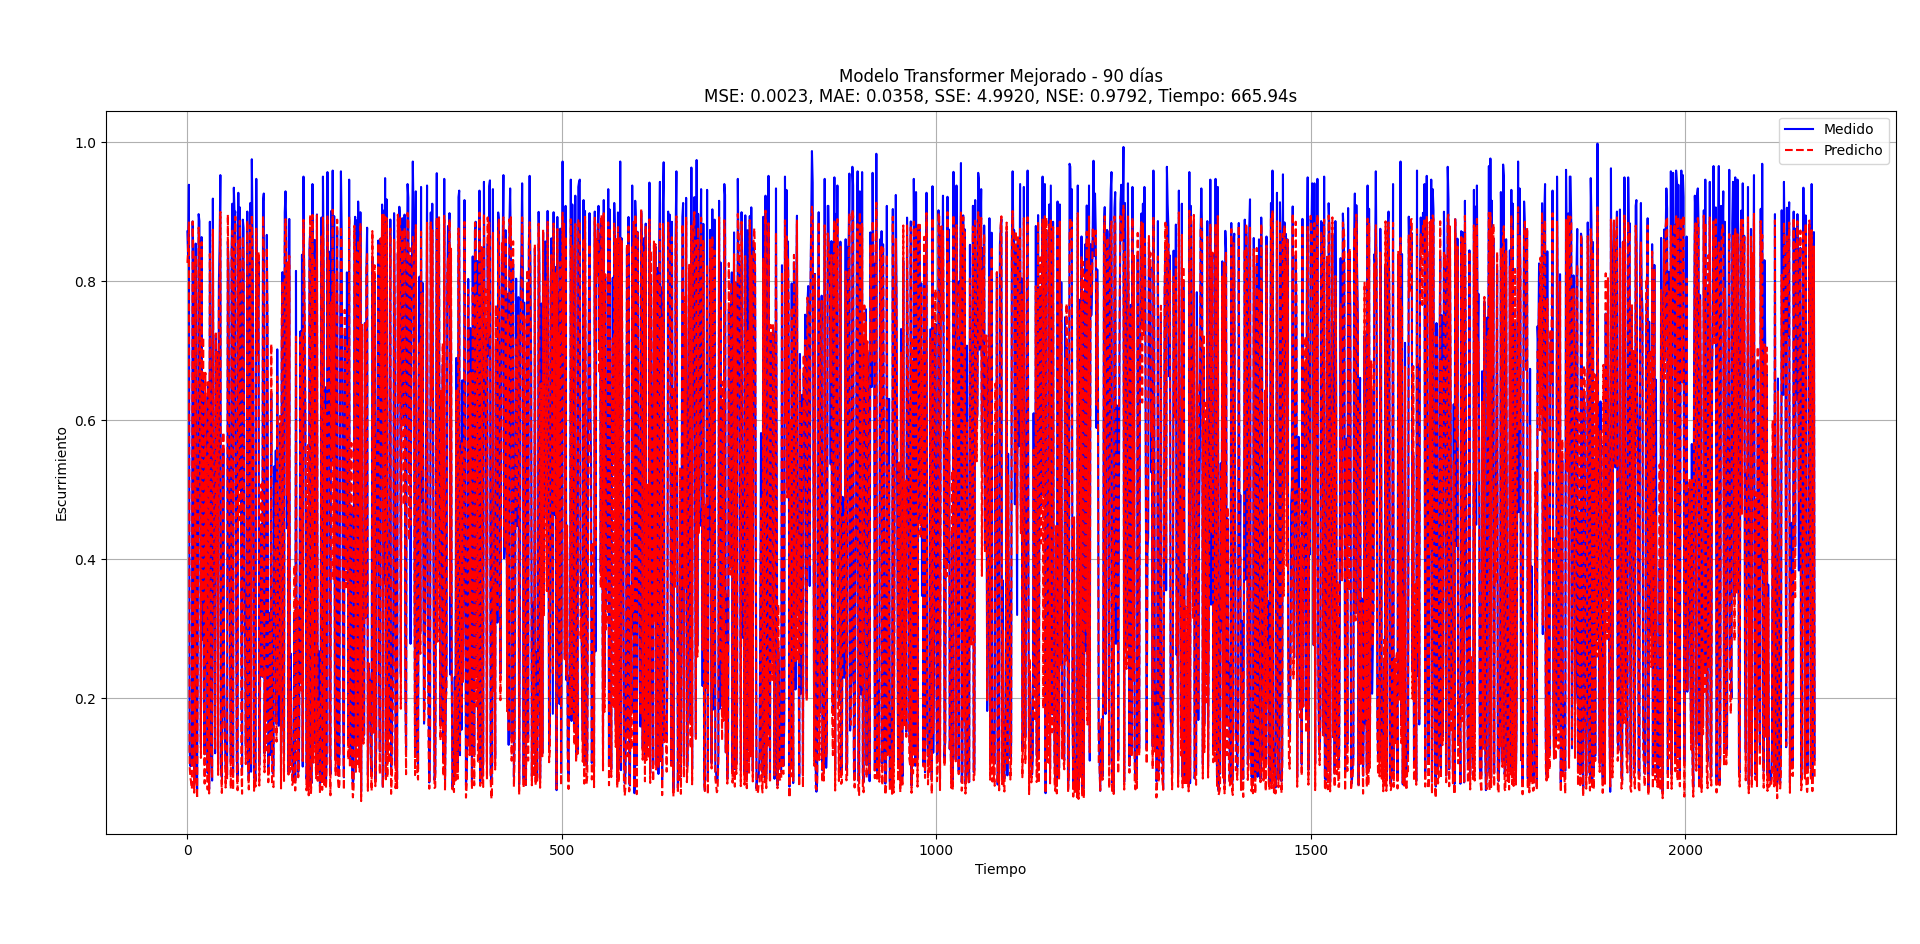 Modelo Transformer Mejorado - 90 días
MSE: 0.0023, MAE: 0.0358, SSE: 4.9920, NSE: 0.9792, Tiempo: 665.94s
Medido
Predicho
1.0
0.8
0.6
0.4
0.2
Escurrimiento
0
500
1000
1500
2000
Tiempo